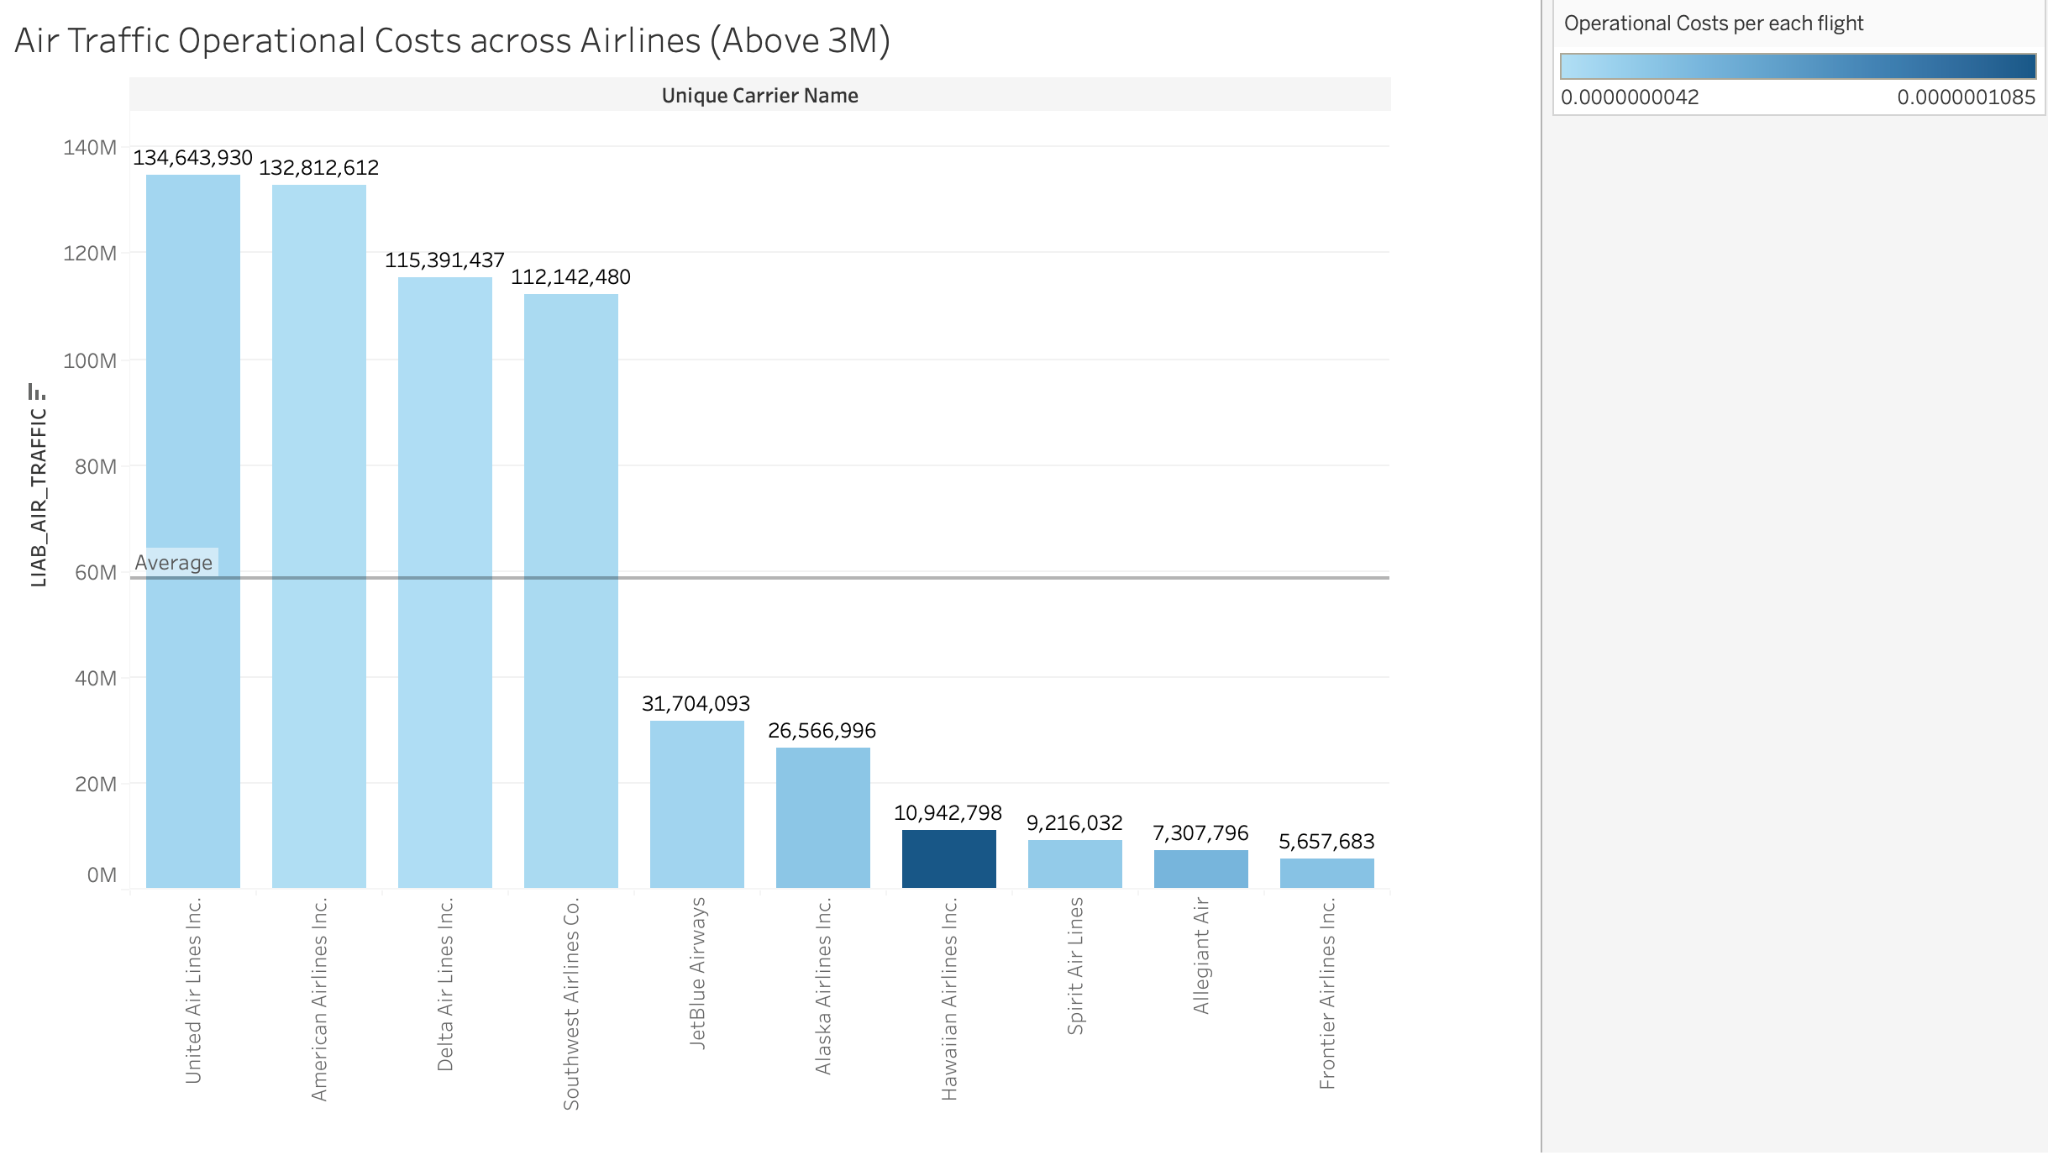 Air Traffic Operational Costs across Airlines (Above 3M)
Operational Costs per each flight
0.0000000042 0.0000001085
Unique Carrier Name
LIAB_AIR_TRAFFIC
140M
120M
100M
80M
60M
40M
20M
0M
134,643,930
132,812,612
115,391,437
112,142,480
31,704,093
26,566,996
10,942,798
9,216,032
7,307,796
5,657,683
Average
United Air Lines Inc.
American Airlines Inc.
Delta Air Lines Inc.
Southwest Airlines Co.
JetBlue Airways
Alaska Airlines Inc.
Hawaiian Airlines Inc.
Spirit Air Lines
Allegiant Air
Frontier Airlines Inc.